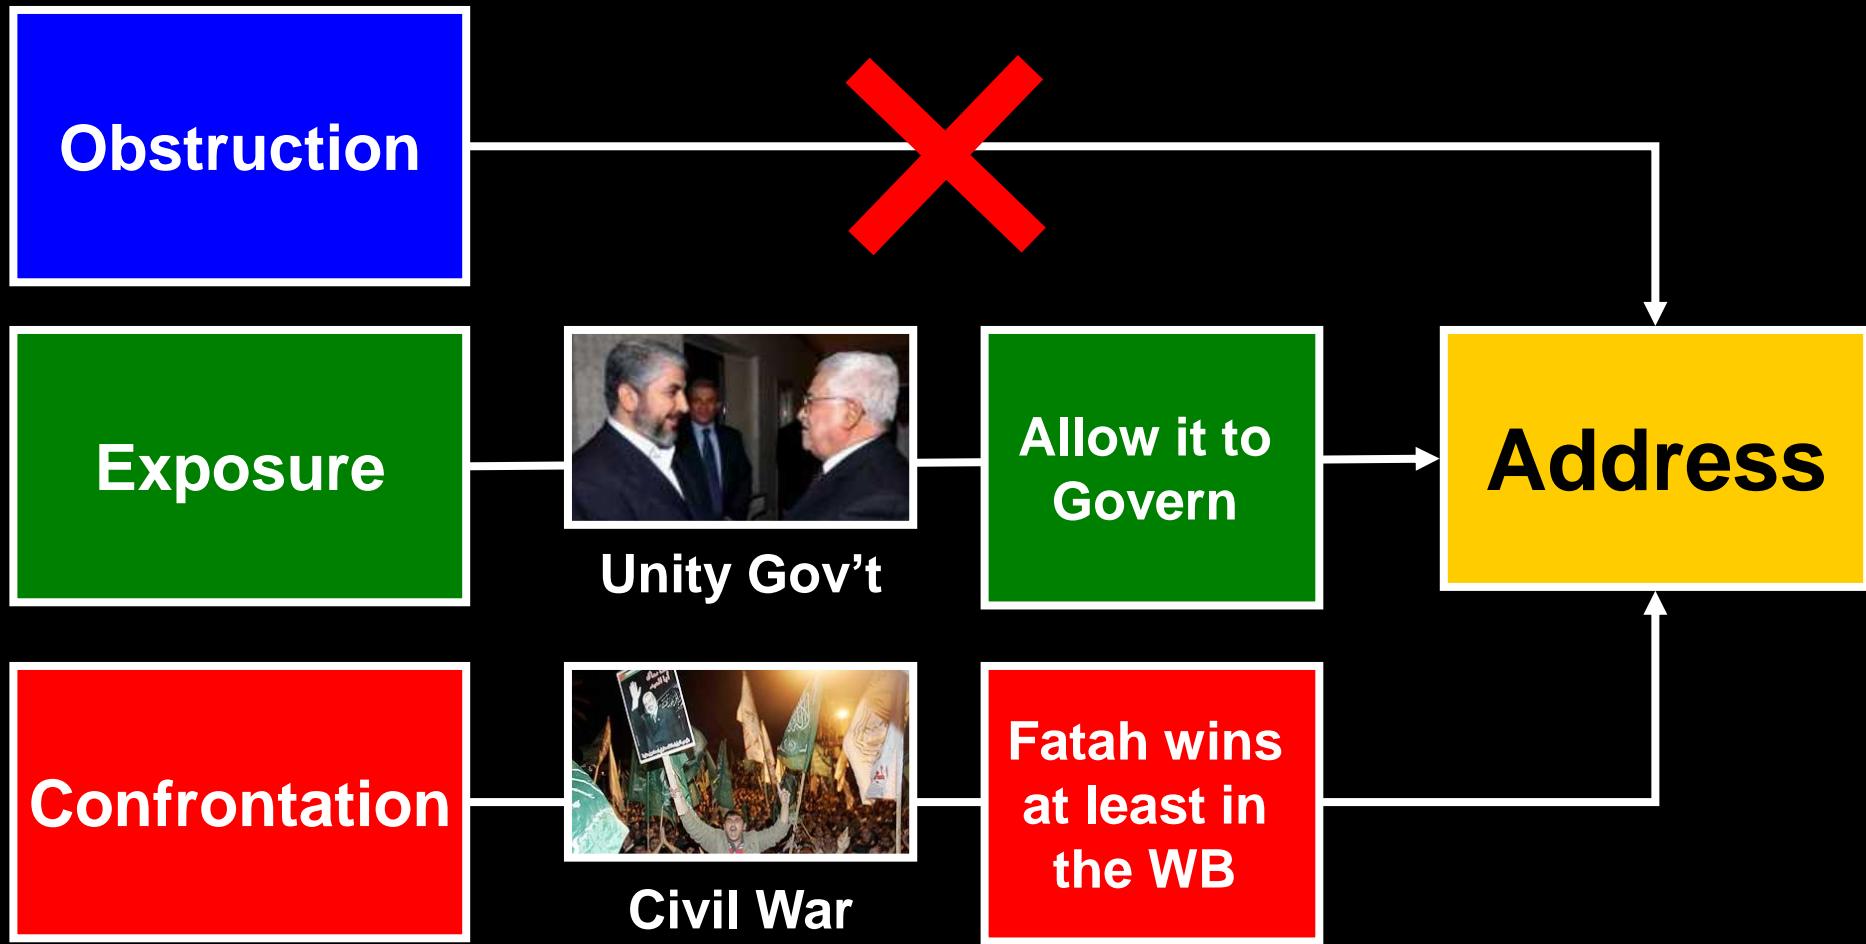 Obstruction
Exposure
Unity Gov’t
Allow it to
Govern
Address
Confrontation
Civil War
Fatah wins
at least in
the WB